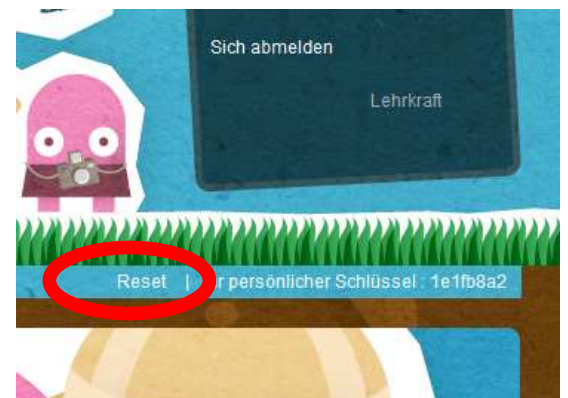 Sich abmelden
Lehrkraft
Reset | r persönlicher Schlüssel : 1e1fb8a2